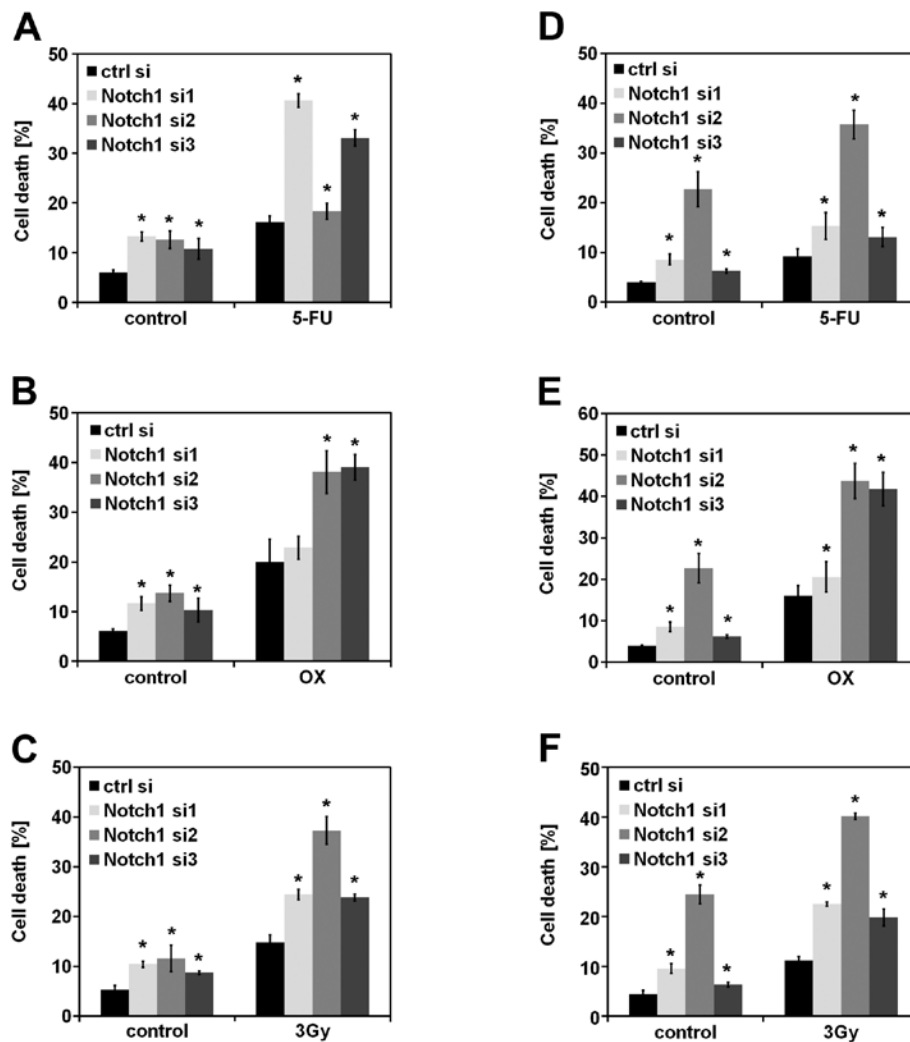 A
Cell death [%]
50
40
30
20
10
0
ctrl si
Notch1 si1
Notch1 si2
Notch1 si3
* * * * * *
control 5-FU
D
Cell death [%]
50
40
30
20
10
0
ctrl si
Notch1 si1
Notch1 si2
Notch1 si3
* * * * * *
control 5-FU
B
Cell death [%]
50
40
30
20
10
0
ctrl si
Notch1 si1
Notch1 si2
Notch1 si3
* * * * *
control OX
E
Cell death [%]
60
50
40
30
20
10
0
ctrl si
Notch1 si1
Notch1 si2
Notch1 si3
* * * * * *
control OX
C
Cell death [%]
50
40
30
20
10
0
ctrl si
Notch1 si1
Notch1 si2
Notch1 si3
* * * * * *
control 3Gy
F
Cell death [%]
50
40
30
20
10
0
ctrl si
Notch1 si1
Notch1 si2
Notch1 si3
* * * * * *
control 3Gy